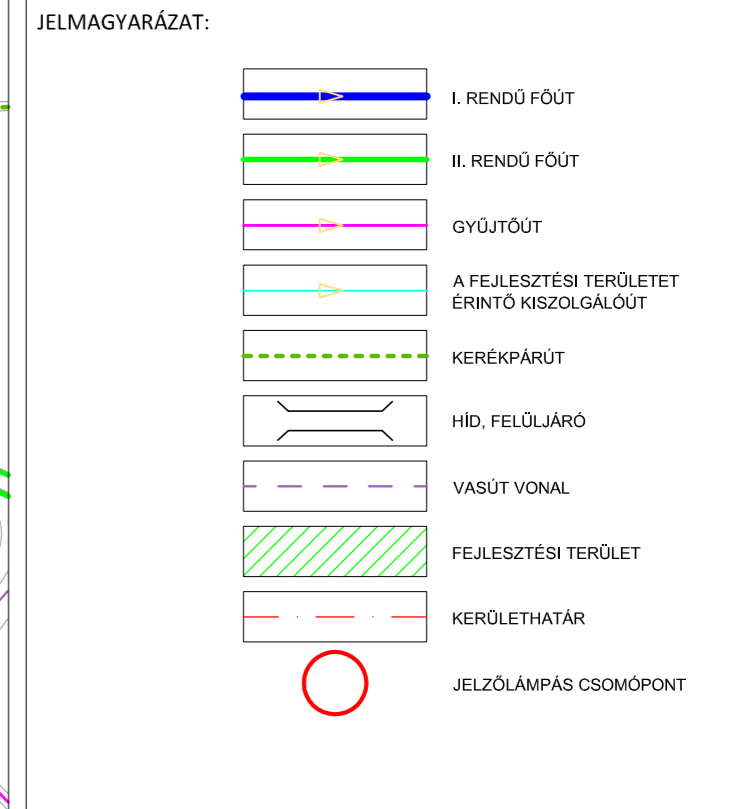 JELMAGYARÁZAT:
I. RENDŰ FŐÚT
II. RENDŰ FŐÚT
GYŰJTŐÚT
A FEJLESZTÉSI TERÜLETET
ÉRINTŐ KISZOLGÁLÓÚT
KERÉKPÁRÚT
HÍD, FELÜLJÁRÓ
VASÚT VONAL
FEJLESZTÉSI TERÜLET
KERÜLETHATÁR
JELZŐLÁMPÁS CSOMÓPONT